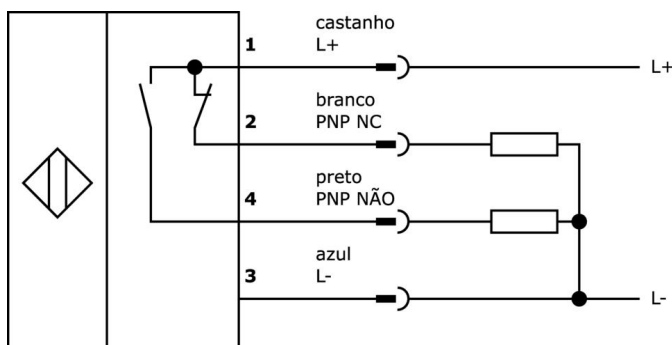 castanho
1 L+
L+
branco
2 PNP NC
preto
4 PNP NÃO
azul
3 L-
L-